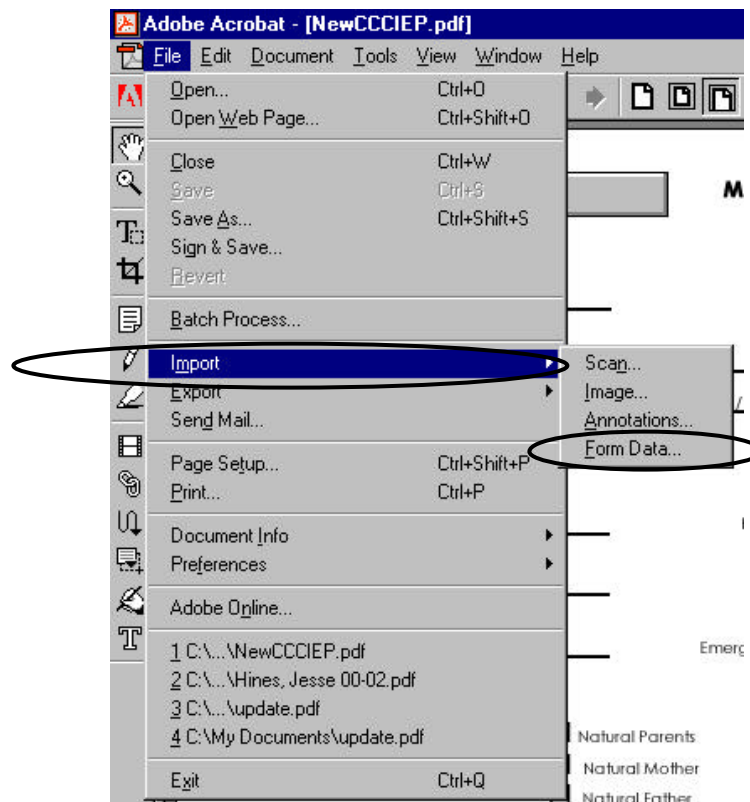 Adobe Acrobat - [NewCCCIEP.pdf]
File Edit Document Tools View Window Help
Open... Ctrl+O
Open Web Page... Ctrl+Shift+O
Close Ctrl+W
Save Ctrl+S
Save As... Ctrl+Shift+S
Sign & Save...
Revert
Batch Process...
Import
Export
Send Mail...
Page Setup... Ctrl+Shift+P
Print... Ctrl+P
Document Info
Preferences
Adobe Online...
1 C:\...\NewCCCIEP.pdf
2 C:\...\Hines, Jesse 00-02.pdf
3 C:\...\update.pdf
4 C:\My Documents\update.pdf
Exit Ctrl+Q
Scan...
Image...
Annotations...
Form Data...
M
Emerg
Natural Parents
Natural Mother
Natural Father